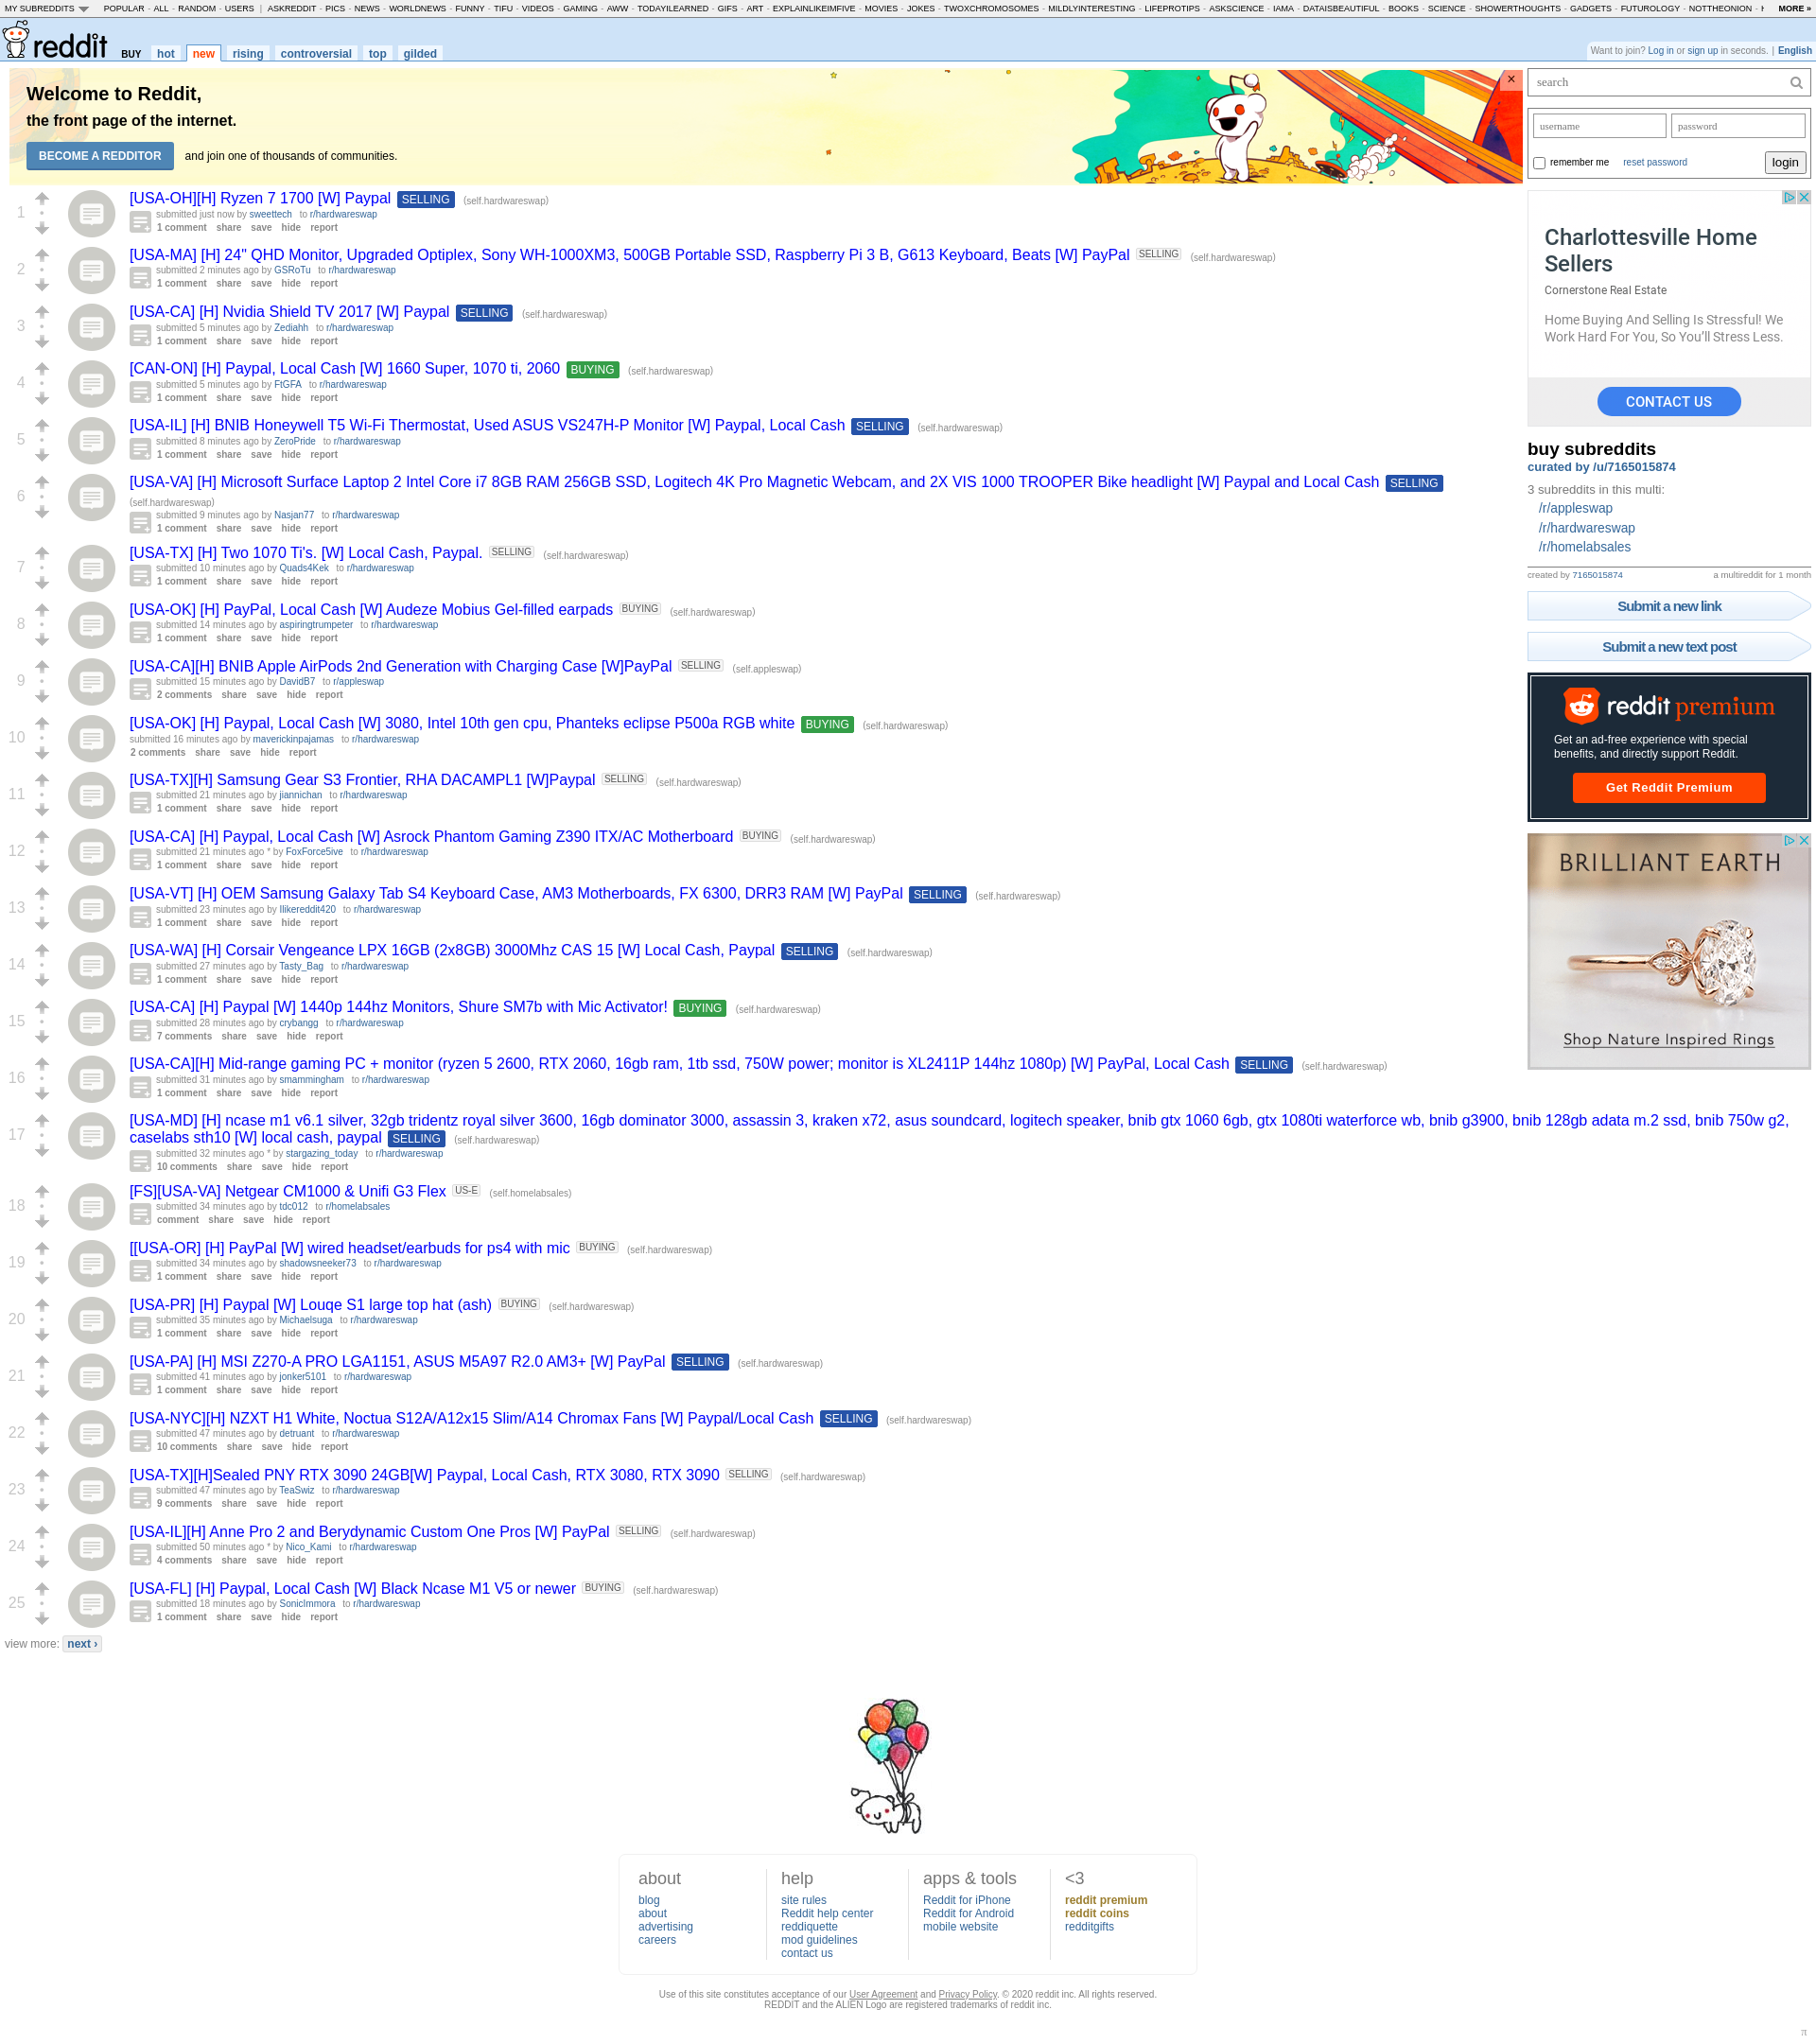 MY SUBREDDITS POPULAR - ALL - RANDOM - USERS | ASKREDDIT - PICS - NEWS - WORLDNEWS - FUNNY - TIFU - VIDEOS - GAMING - AWW - TODAYILEARNED - GIFS - ART - EXPLAINLIKEIMFIVE - MOVIES - JOKES - TWOXCHROMOSOMES - MILDLYINTERESTING - LIFEPROTIPS - ASKSCIENCE - IAMA - DATAISBEAUTIFUL - BOOKS - SCIENCE - SHOWERTHOUGHTS - GADGETS - FUTUROLOGY - NOTTHEONION - MORE »
reddit BUY hot new rising controversial top gilded
Want to join? Log in or sign up in seconds. | English
Welcome to Reddit,
the front page of the internet.
BECOME A REDDITOR and join one of thousands of communities.
×
1
[USA-OH][H] Ryzen 7 1700 [W] Paypal SELLING (self.hardwareswap)
submitted just now by sweettech to r/hardwareswap
1 comment share save hide report
2
[USA-MA] [H] 24" QHD Monitor, Upgraded Optiplex, Sony WH-1000XM3, 500GB Portable SSD, Raspberry Pi 3 B, G613 Keyboard, Beats [W] PayPal SELLING (self.hardwareswap)
submitted 2 minutes ago by GSRoTu to r/hardwareswap
1 comment share save hide report
3
[USA-CA] [H] Nvidia Shield TV 2017 [W] Paypal SELLING (self.hardwareswap)
submitted 5 minutes ago by Zediahh to r/hardwareswap
1 comment share save hide report
4
[CAN-ON] [H] Paypal, Local Cash [W] 1660 Super, 1070 ti, 2060 BUYING (self.hardwareswap)
submitted 5 minutes ago by FtGFA to r/hardwareswap
1 comment share save hide report
5
[USA-IL] [H] BNIB Honeywell T5 Wi-Fi Thermostat, Used ASUS VS247H-P Monitor [W] Paypal, Local Cash SELLING (self.hardwareswap)
submitted 8 minutes ago by ZeroPride to r/hardwareswap
1 comment share save hide report
6
[USA-VA] [H] Microsoft Surface Laptop 2 Intel Core i7 8GB RAM 256GB SSD, Logitech 4K Pro Magnetic Webcam, and 2X VIS 1000 TROOPER Bike headlight [W] Paypal and Local Cash SELLING
(self.hardwareswap)
submitted 9 minutes ago by Nasjan77 to r/hardwareswap
1 comment share save hide report
7
[USA-TX] [H] Two 1070 Ti's. [W] Local Cash, Paypal. SELLING (self.hardwareswap)
submitted 10 minutes ago by Quads4Kek to r/hardwareswap
1 comment share save hide report
8
[USA-OK] [H] PayPal, Local Cash [W] Audeze Mobius Gel-filled earpads BUYING (self.hardwareswap)
submitted 14 minutes ago by aspiringtrumpeter to r/hardwareswap
1 comment share save hide report
9
[USA-CA][H] BNIB Apple AirPods 2nd Generation with Charging Case [W]PayPal SELLING (self.appleswap)
submitted 15 minutes ago by DavidB7 to r/appleswap
2 comments share save hide report
10
[USA-OK] [H] Paypal, Local Cash [W] 3080, Intel 10th gen cpu, Phanteks eclipse P500a RGB white BUYING (self.hardwareswap)
submitted 16 minutes ago by maverickinpajamas to r/hardwareswap
2 comments share save hide report
11
[USA-TX][H] Samsung Gear S3 Frontier, RHA DACAMPL1 [W]Paypal SELLING (self.hardwareswap)
submitted 21 minutes ago by jiannichan to r/hardwareswap
1 comment share save hide report
12
[USA-CA] [H] Paypal, Local Cash [W] Asrock Phantom Gaming Z390 ITX/AC Motherboard BUYING (self.hardwareswap)
submitted 21 minutes ago * by FoxForce5ive to r/hardwareswap
1 comment share save hide report
13
[USA-VT] [H] OEM Samsung Galaxy Tab S4 Keyboard Case, AM3 Motherboards, FX 6300, DRR3 RAM [W] PayPal SELLING (self.hardwareswap)
submitted 23 minutes ago by Ilikereddit420 to r/hardwareswap
1 comment share save hide report
14
[USA-WA] [H] Corsair Vengeance LPX 16GB (2x8GB) 3000Mhz CAS 15 [W] Local Cash, Paypal SELLING (self.hardwareswap)
submitted 27 minutes ago by Tasty_Bag to r/hardwareswap
1 comment share save hide report
15
[USA-CA] [H] Paypal [W] 1440p 144hz Monitors, Shure SM7b with Mic Activator! BUYING (self.hardwareswap)
submitted 28 minutes ago by crybangg to r/hardwareswap
7 comments share save hide report
16
[USA-CA][H] Mid-range gaming PC + monitor (ryzen 5 2600, RTX 2060, 16gb ram, 1tb ssd, 750W power; monitor is XL2411P 144hz 1080p) [W] PayPal, Local Cash SELLING (self.hardwareswap)
submitted 31 minutes ago by smammingham to r/hardwareswap
1 comment share save hide report
17
[USA-MD] [H] ncase m1 v6.1 silver, 32gb tridentz royal silver 3600, 16gb dominator 3000, assassin 3, kraken x72, asus soundcard, logitech speaker, bnib gtx 1060 6gb, gtx 1080ti waterforce wb, bnib g3900, bnib 128gb adata m.2 ssd, bnib 750w g2,
caselabs sth10 [W] local cash, paypal SELLING (self.hardwareswap)
submitted 32 minutes ago * by stargazing_today to r/hardwareswap
10 comments share save hide report
18
[FS][USA-VA] Netgear CM1000 & Unifi G3 Flex US-E (self.homelabsales)
submitted 34 minutes ago by tdc012 to r/homelabsales
comment share save hide report
19
[[USA-OR] [H] PayPal [W] wired headset/earbuds for ps4 with mic BUYING (self.hardwareswap)
submitted 34 minutes ago by shadowsneeker73 to r/hardwareswap
1 comment share save hide report
20
[USA-PR] [H] Paypal [W] Louqe S1 large top hat (ash) BUYING (self.hardwareswap)
submitted 35 minutes ago by Michaelsuga to r/hardwareswap
1 comment share save hide report
21
[USA-PA] [H] MSI Z270-A PRO LGA1151, ASUS M5A97 R2.0 AM3+ [W] PayPal SELLING (self.hardwareswap)
submitted 41 minutes ago by jonker5101 to r/hardwareswap
1 comment share save hide report
22
[USA-NYC][H] NZXT H1 White, Noctua S12A/A12x15 Slim/A14 Chromax Fans [W] Paypal/Local Cash SELLING (self.hardwareswap)
submitted 47 minutes ago by detruant to r/hardwareswap
10 comments share save hide report
23
[USA-TX][H]Sealed PNY RTX 3090 24GB[W] Paypal, Local Cash, RTX 3080, RTX 3090 SELLING (self.hardwareswap)
submitted 47 minutes ago by TeaSwiz to r/hardwareswap
9 comments share save hide report
24
[USA-IL][H] Anne Pro 2 and Berydynamic Custom One Pros [W] PayPal SELLING (self.hardwareswap)
submitted 50 minutes ago * by Nico_Kami to r/hardwareswap
4 comments share save hide report
25
[USA-FL] [H] Paypal, Local Cash [W] Black Ncase M1 V5 or newer BUYING (self.hardwareswap)
submitted 18 minutes ago by SonicImmora to r/hardwareswap
1 comment share save hide report
view more: next ›
search
username password
remember me reset password login
Charlottesville Home
Sellers
Cornerstone Real Estate
Home Buying And Selling Is Stressful! We
Work Hard For You, So You'll Stress Less.
CONTACT US
buy subreddits
curated by /u/7165015874
3 subreddits in this multi:
/r/appleswap
/r/hardwareswap
/r/homelabsales
created by 7165015874 a multireddit for 1 month
Submit a new link
Submit a new text post
reddit premium
Get an ad-free experience with special
benefits, and directly support Reddit.
Get Reddit Premium
BRILLIANT EARTH
Shop Nature Inspired Rings
about
blog
about
advertising
careers
help
site rules
Reddit help center
reddiquette
mod guidelines
contact us
apps & tools
Reddit for iPhone
Reddit for Android
mobile website
<3
reddit premium
reddit coins
redditgifts
Use of this site constitutes acceptance of our User Agreement and Privacy Policy. © 2020 reddit inc. All rights reserved.
REDDIT and the ALIEN Logo are registered trademarks of reddit inc.
π